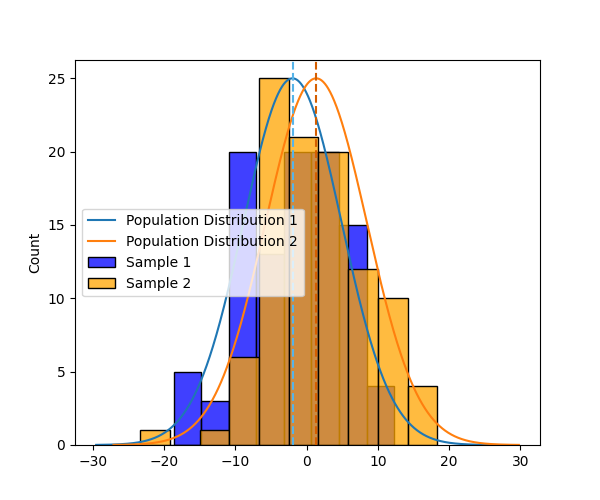 25
20
15
10
5
0
Count
Population Distribution 1
Population Distribution 2
Sample 1
Sample 2
−30 −20 −10 0 10 20 30